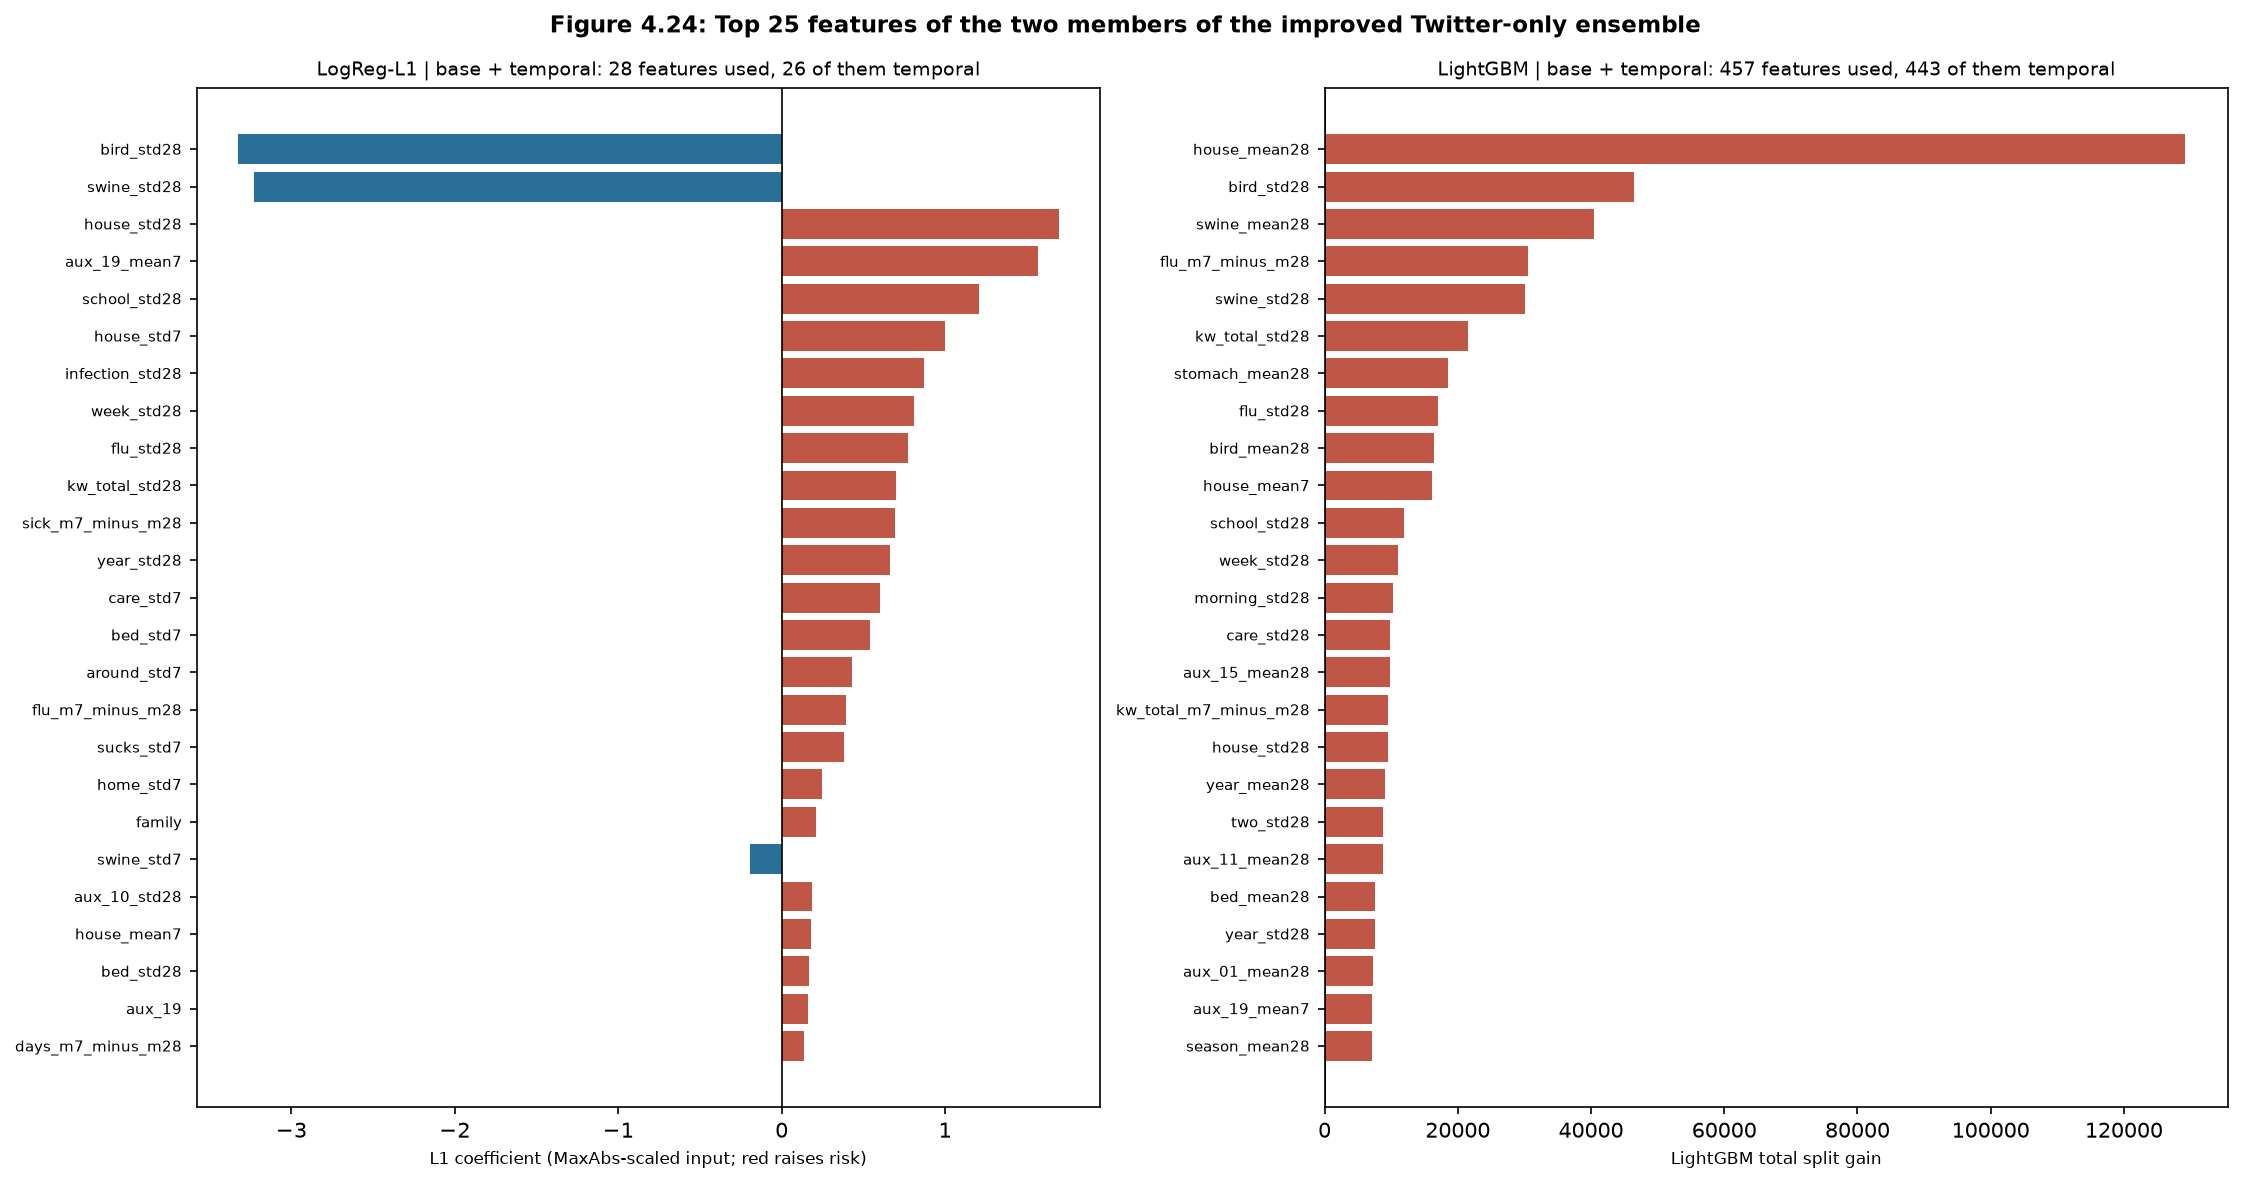 Figure 4.24: Top 25 features of the two members of the improved Twitter-only ensemble
LogReg-L1 | base + temporal: 28 features used, 26 of them temporal
bird_std28
swine_std28
house_std28
aux_19_mean7
school_std28
house_std7
infection_std28
week_std28
flu_std28
kw_total_std28
sick_m7_minus_m28
year_std28
care_std7
bed_std7
around_std7
flu_m7_minus_m28
sucks_std7
home_std7
family
swine_std7
aux_10_std28
house_mean7
bed_std28
aux_19
days_m7_minus_m28
−3 −2 −1 0 1
L1 coefficient (MaxAbs-scaled input; red raises risk)
LightGBM | base + temporal: 457 features used, 443 of them temporal
house_mean28
bird_std28
swine_mean28
flu_m7_minus_m28
swine_std28
kw_total_std28
stomach_mean28
flu_std28
bird_mean28
house_mean7
school_std28
week_std28
morning_std28
care_std28
aux_15_mean28
kw_total_m7_minus_m28
house_std28
year_mean28
two_std28
aux_11_mean28
bed_mean28
year_std28
aux_01_mean28
aux_19_mean7
season_mean28
0 20000 40000 60000 80000 100000 120000
LightGBM total split gain